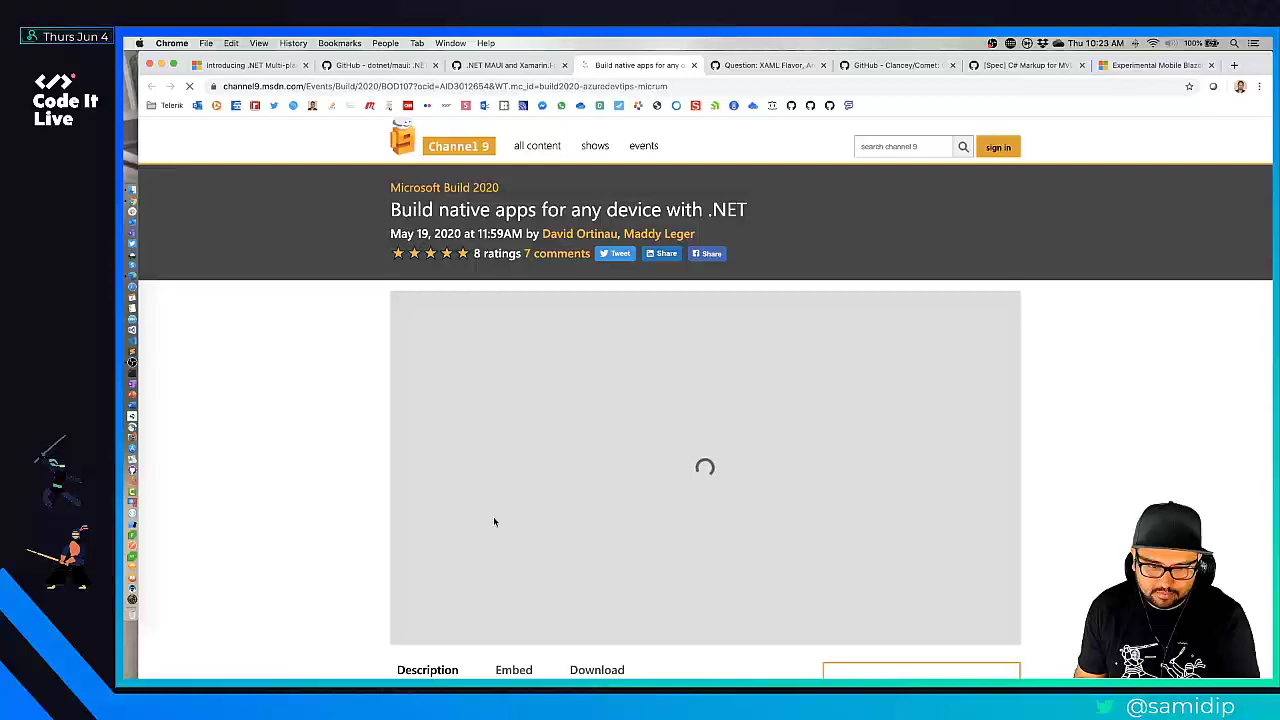 Thurs Jun 4
Code It
Live
Chrome File Edit View History Bookmarks People Tab Window Help
100% Thu 10:23 AM
Introducing .NET Multi-pla
GitHub - dotnet/maui: .NE
.NET MAUI and Xamarin.Fo
Build native apps for any d
Question: XAML Flavor, An
GitHub - Clancey/Comet:
[Spec] C# Markup for MVU
Experimental Mobile Blazo
channel9.msdn.com/Events/Build/2020/BOD107?ocid=AID3012654&WT.mc_id=build2020-azuredevtips-micrum
Telerik
Channel 9 all content shows events search channel 9 sign in
Microsoft Build 2020
Build native apps for any device with .NET
May 19, 2020 at 11:59AM by David Ortinau, Maddy Leger
8 ratings 7 comments Tweet Share Share
Description Embed Download
@samidip